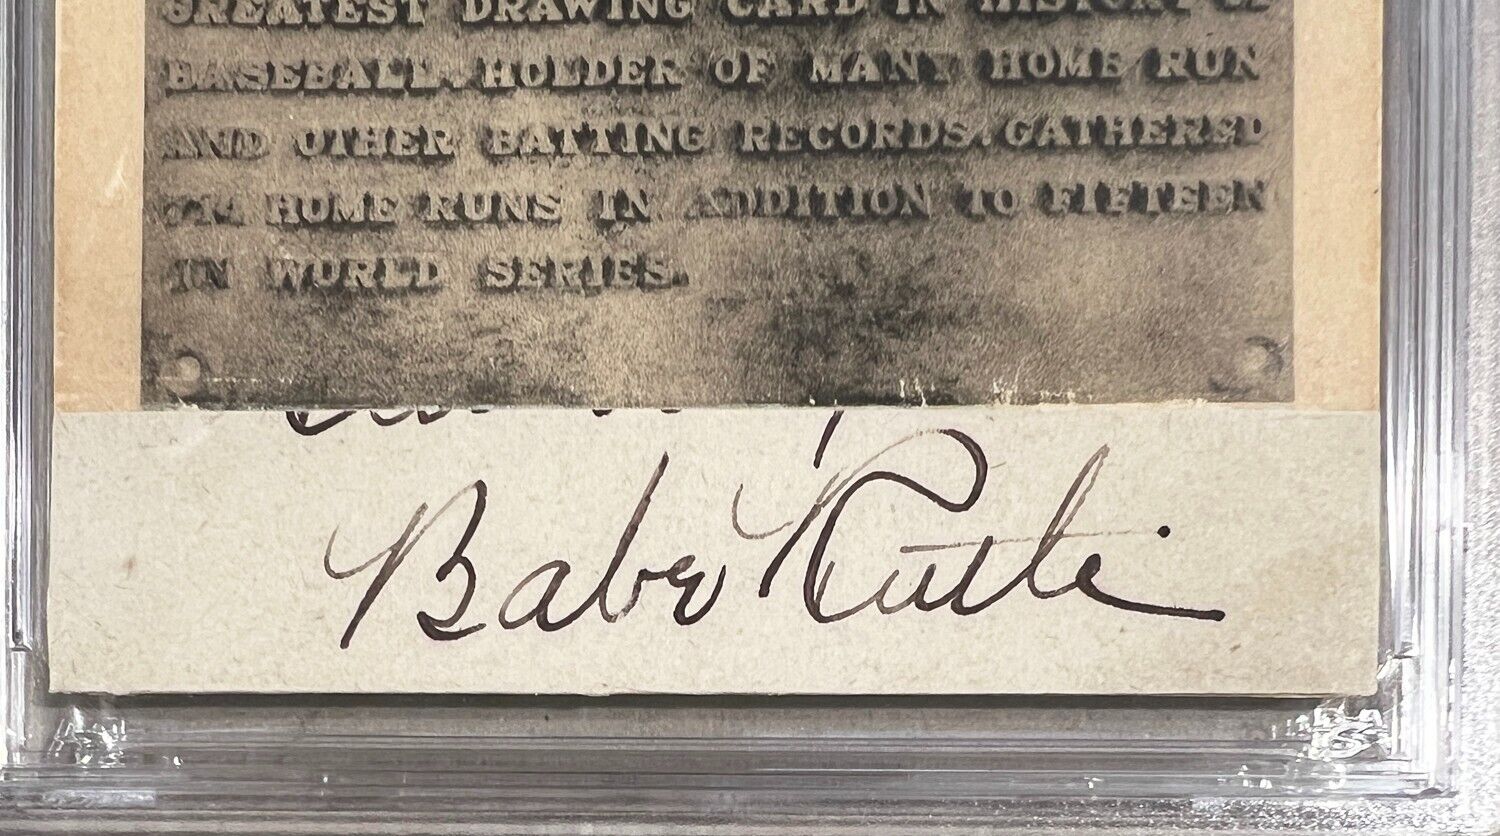 GREATEST DRAWING CARD IN HISTORY OF
BASEBALL. HOLDER OF MANY HOME RUN
AND OTHER BATTING RECORDS. GATHERED
714 HOME RUNS IN ADDITION TO FIFTEEN
IN WORLD SERIES.
Babe Ruth
PSA